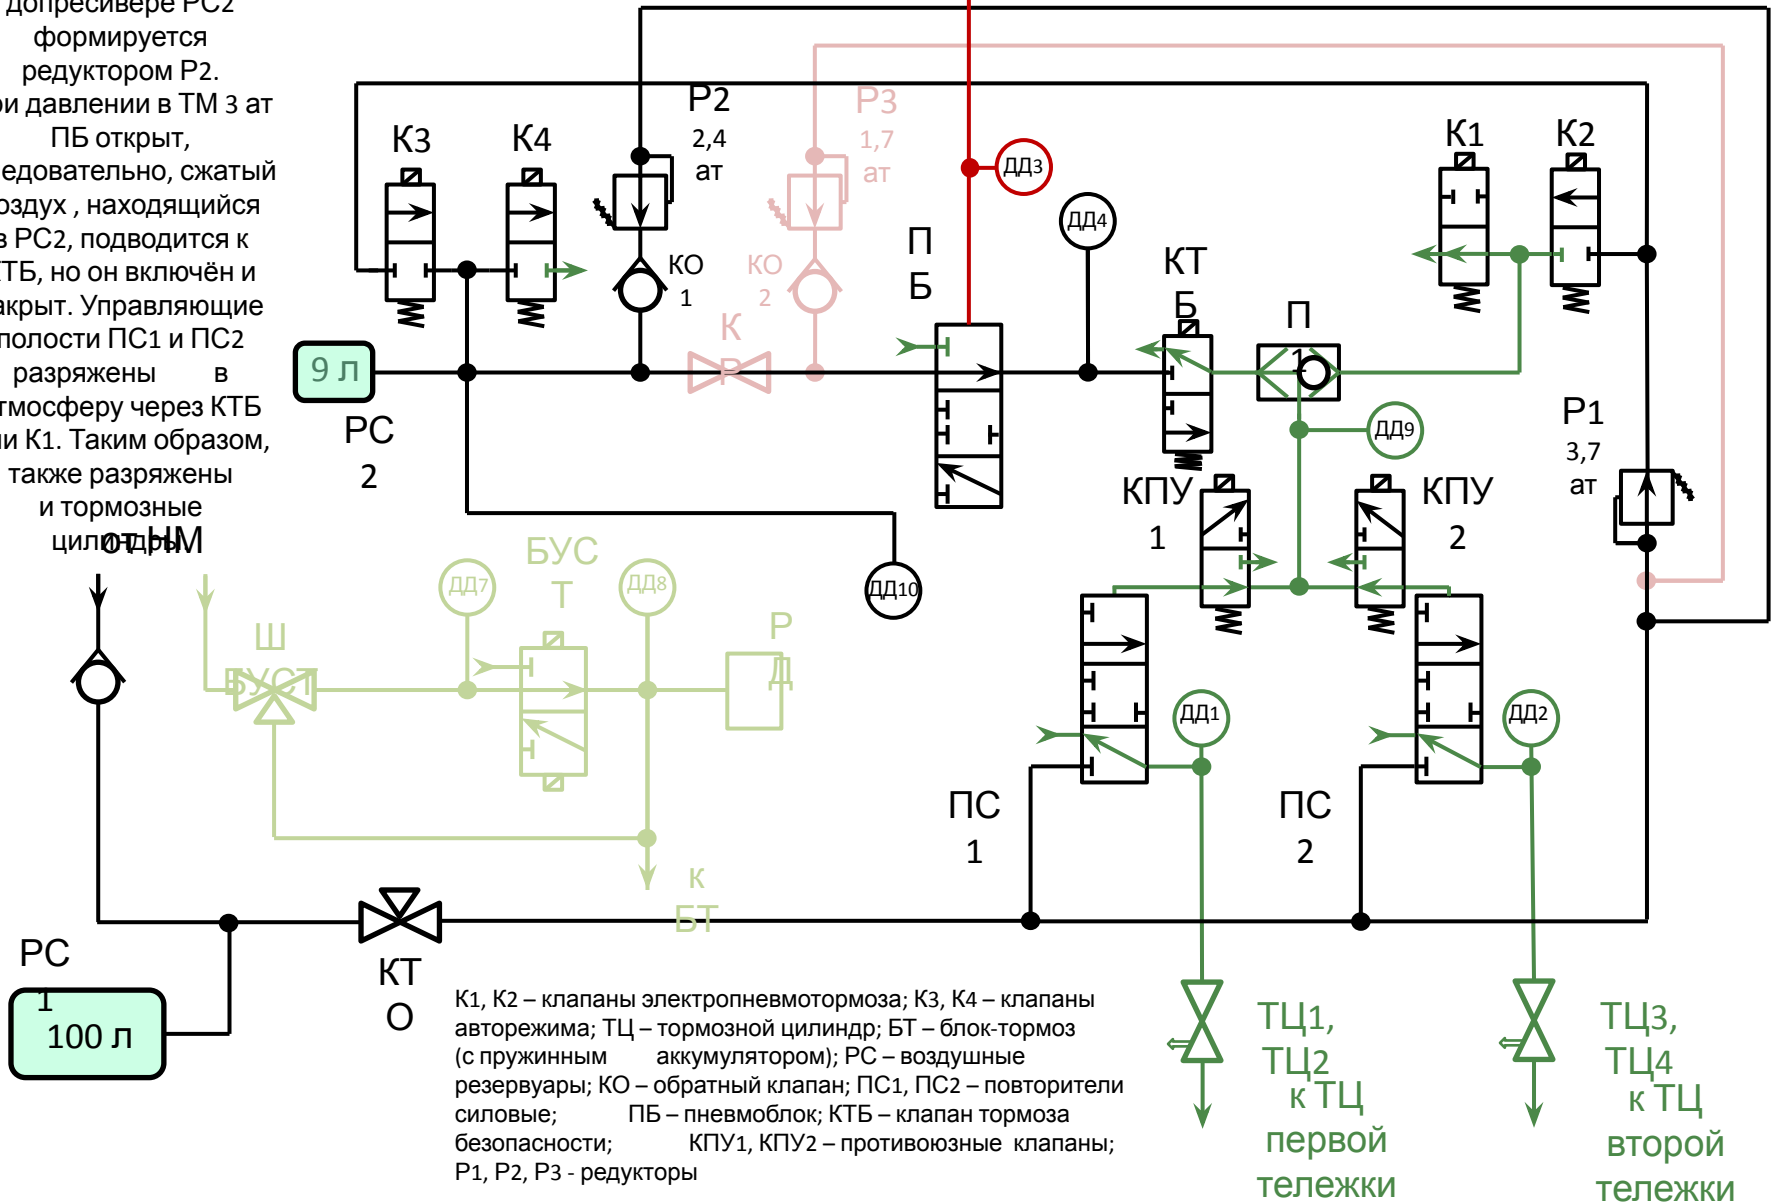 допресивере РС2
формируется
редуктором Р2.
ри давлении в ТМ 3 ат
ПБ открыт,
едовательно, сжатый
оздух , находящийся
в РС2, подводится к
КТБ, но он включён и
акрыт. Управляющие
полости ПС1 и ПС2
разряжены в
тмосферу через КТБ
ли К1. Таким образом,
также разряжены
и тормозные
цилиндры.
от НМ
К3
К4
Р2
2,4
ат
Р3
1,7
ат
КО
1
КО
2
К
Р
9 л
РС
2
П
Б
ДД3
ДД4
КТ
Б
П
1
К1
К2
Р1
3,7
ат
ДД9
КПУ
1
КПУ
2
ДД10
БУС
Т
ДД7
ДД8
Ш
БУСТ
Р
Д
к
БТ
ДД1
ДД2
ПС
1
ПС
2
РС
1
100 л
КТ
О
К1, К2 – клапаны электропневмотормоза; К3, К4 – клапаны
авторежима; ТЦ – тормозной цилиндр; БТ – блок-тормоз
(с пружинным аккумулятором); РС – воздушные
резервуары; КО – обратный клапан; ПС1, ПС2 – повторители
силовые; ПБ – пневмоблок; КТБ – клапан тормоза
безопасности; КПУ1, КПУ2 – противоюзные клапаны;
Р1, Р2, Р3 - редукторы
ТЦ1,
ТЦ2
к ТЦ
первой
тележки
ТЦ3,
ТЦ4
к ТЦ
второй
тележки